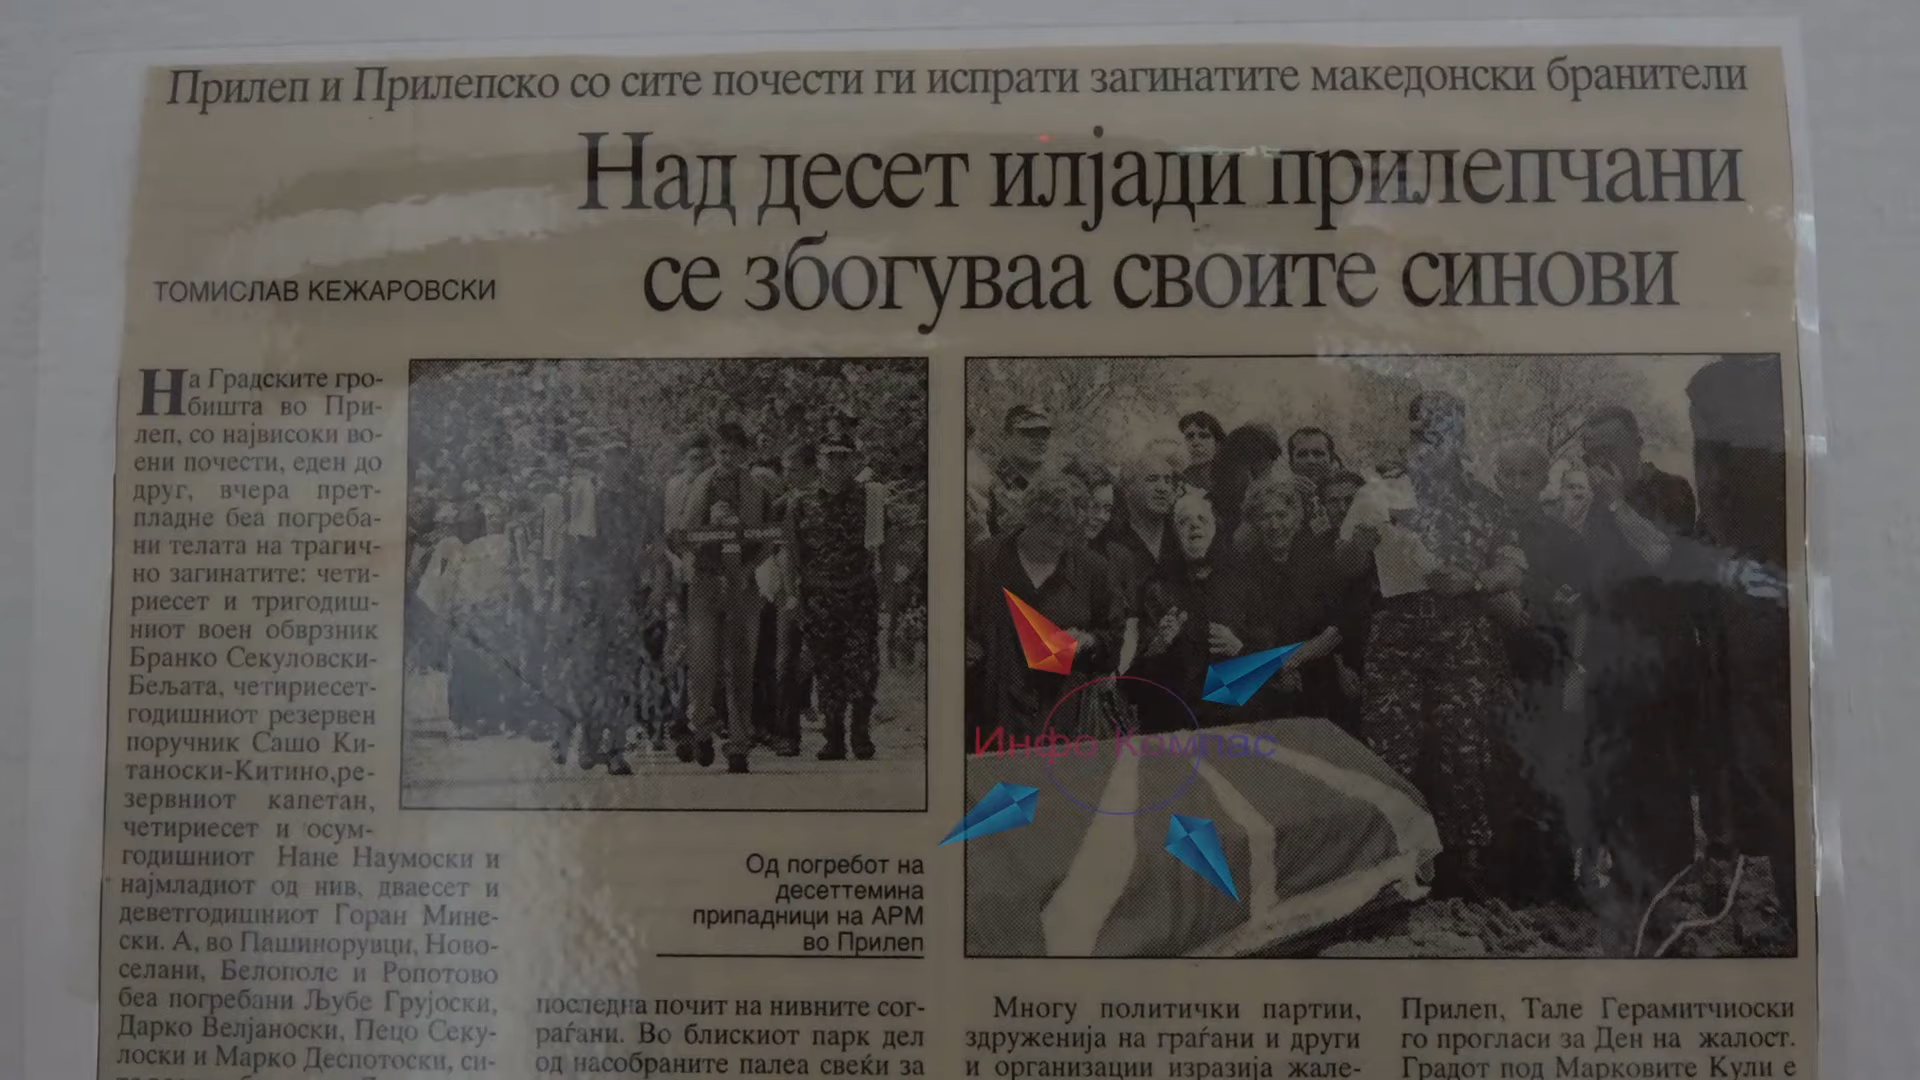 Прилеп и Прилепско со сите почести ги испрати загинатите македонски бранители
Над десет илјади прилепчани
се збогуваа своите синови
ТОМИСЛАВ КЕЖАРОВСКИ
На Градските гро-
бишта во При-
леп, со највисоки во-
ени почести, еден до
друг, вчера прет-
пладне беа погреба-
ни телата на трагич-
но загинатите: чети-
риесет и тригодиш-
ниот воен обврзник
Бранко Секуловски-
Бељата, четириесет-
годишниот резервен
поручник Сашо Ки-
таноски-Китино,ре-
зервниот капетан,
четириесет и осум-
годишниот Нане Наумоски и
најмладиот од нив, дваесет и
деветгодишниот Горан Мине-
ски. А, во Пашинорувци, Ново-
селани, Белополе и Ропотово
беа погребани Љубе Грујоски,
Дарко Велјаноски, Пецо Секу-
лоски и Марко Деспотоски, си-
Од погребот на
десеттемина
припадници на АРМ
во Прилеп
последна почит на нивните сог-
раѓани. Во блискиот парк дел
од насобраните палеа свеќи за
Инфо Компас
Многу политички партии,
здруженија на граѓани и други
и организации изразија жале-
Прилеп, Тале Герамитчиоски
го прогласи за Ден на жалост.
Градот под Марковите Кули е